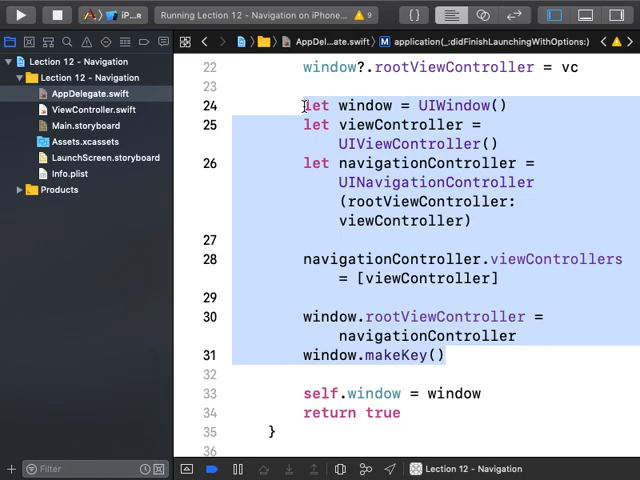 iP...R
Running Lection 12 - Navigation on iPhone...
9
Lection 12 - Navigation
Lection 12 - Navigation
AppDelegate.swift
ViewController.swift
Main.storyboard
Assets.xcassets
LaunchScreen.storyboard
Info.plist
Products
Filter
AppDel...ate.swift
M application(_:didFinishLaunchingWithOptions:)
22 window?.rootViewController = vc
23
24 let window = UIWindow()
25 let viewController =
UIViewController()
26 let navigationController =
UINavigationController
(rootViewController:
viewController)
27
28 navigationController.viewControllers
= [viewController]
29
30 window.rootViewController =
navigationController
31 window.makeKey()
32
33 self.window = window
34 return true
35 }
36
Lection 12 - Navigation